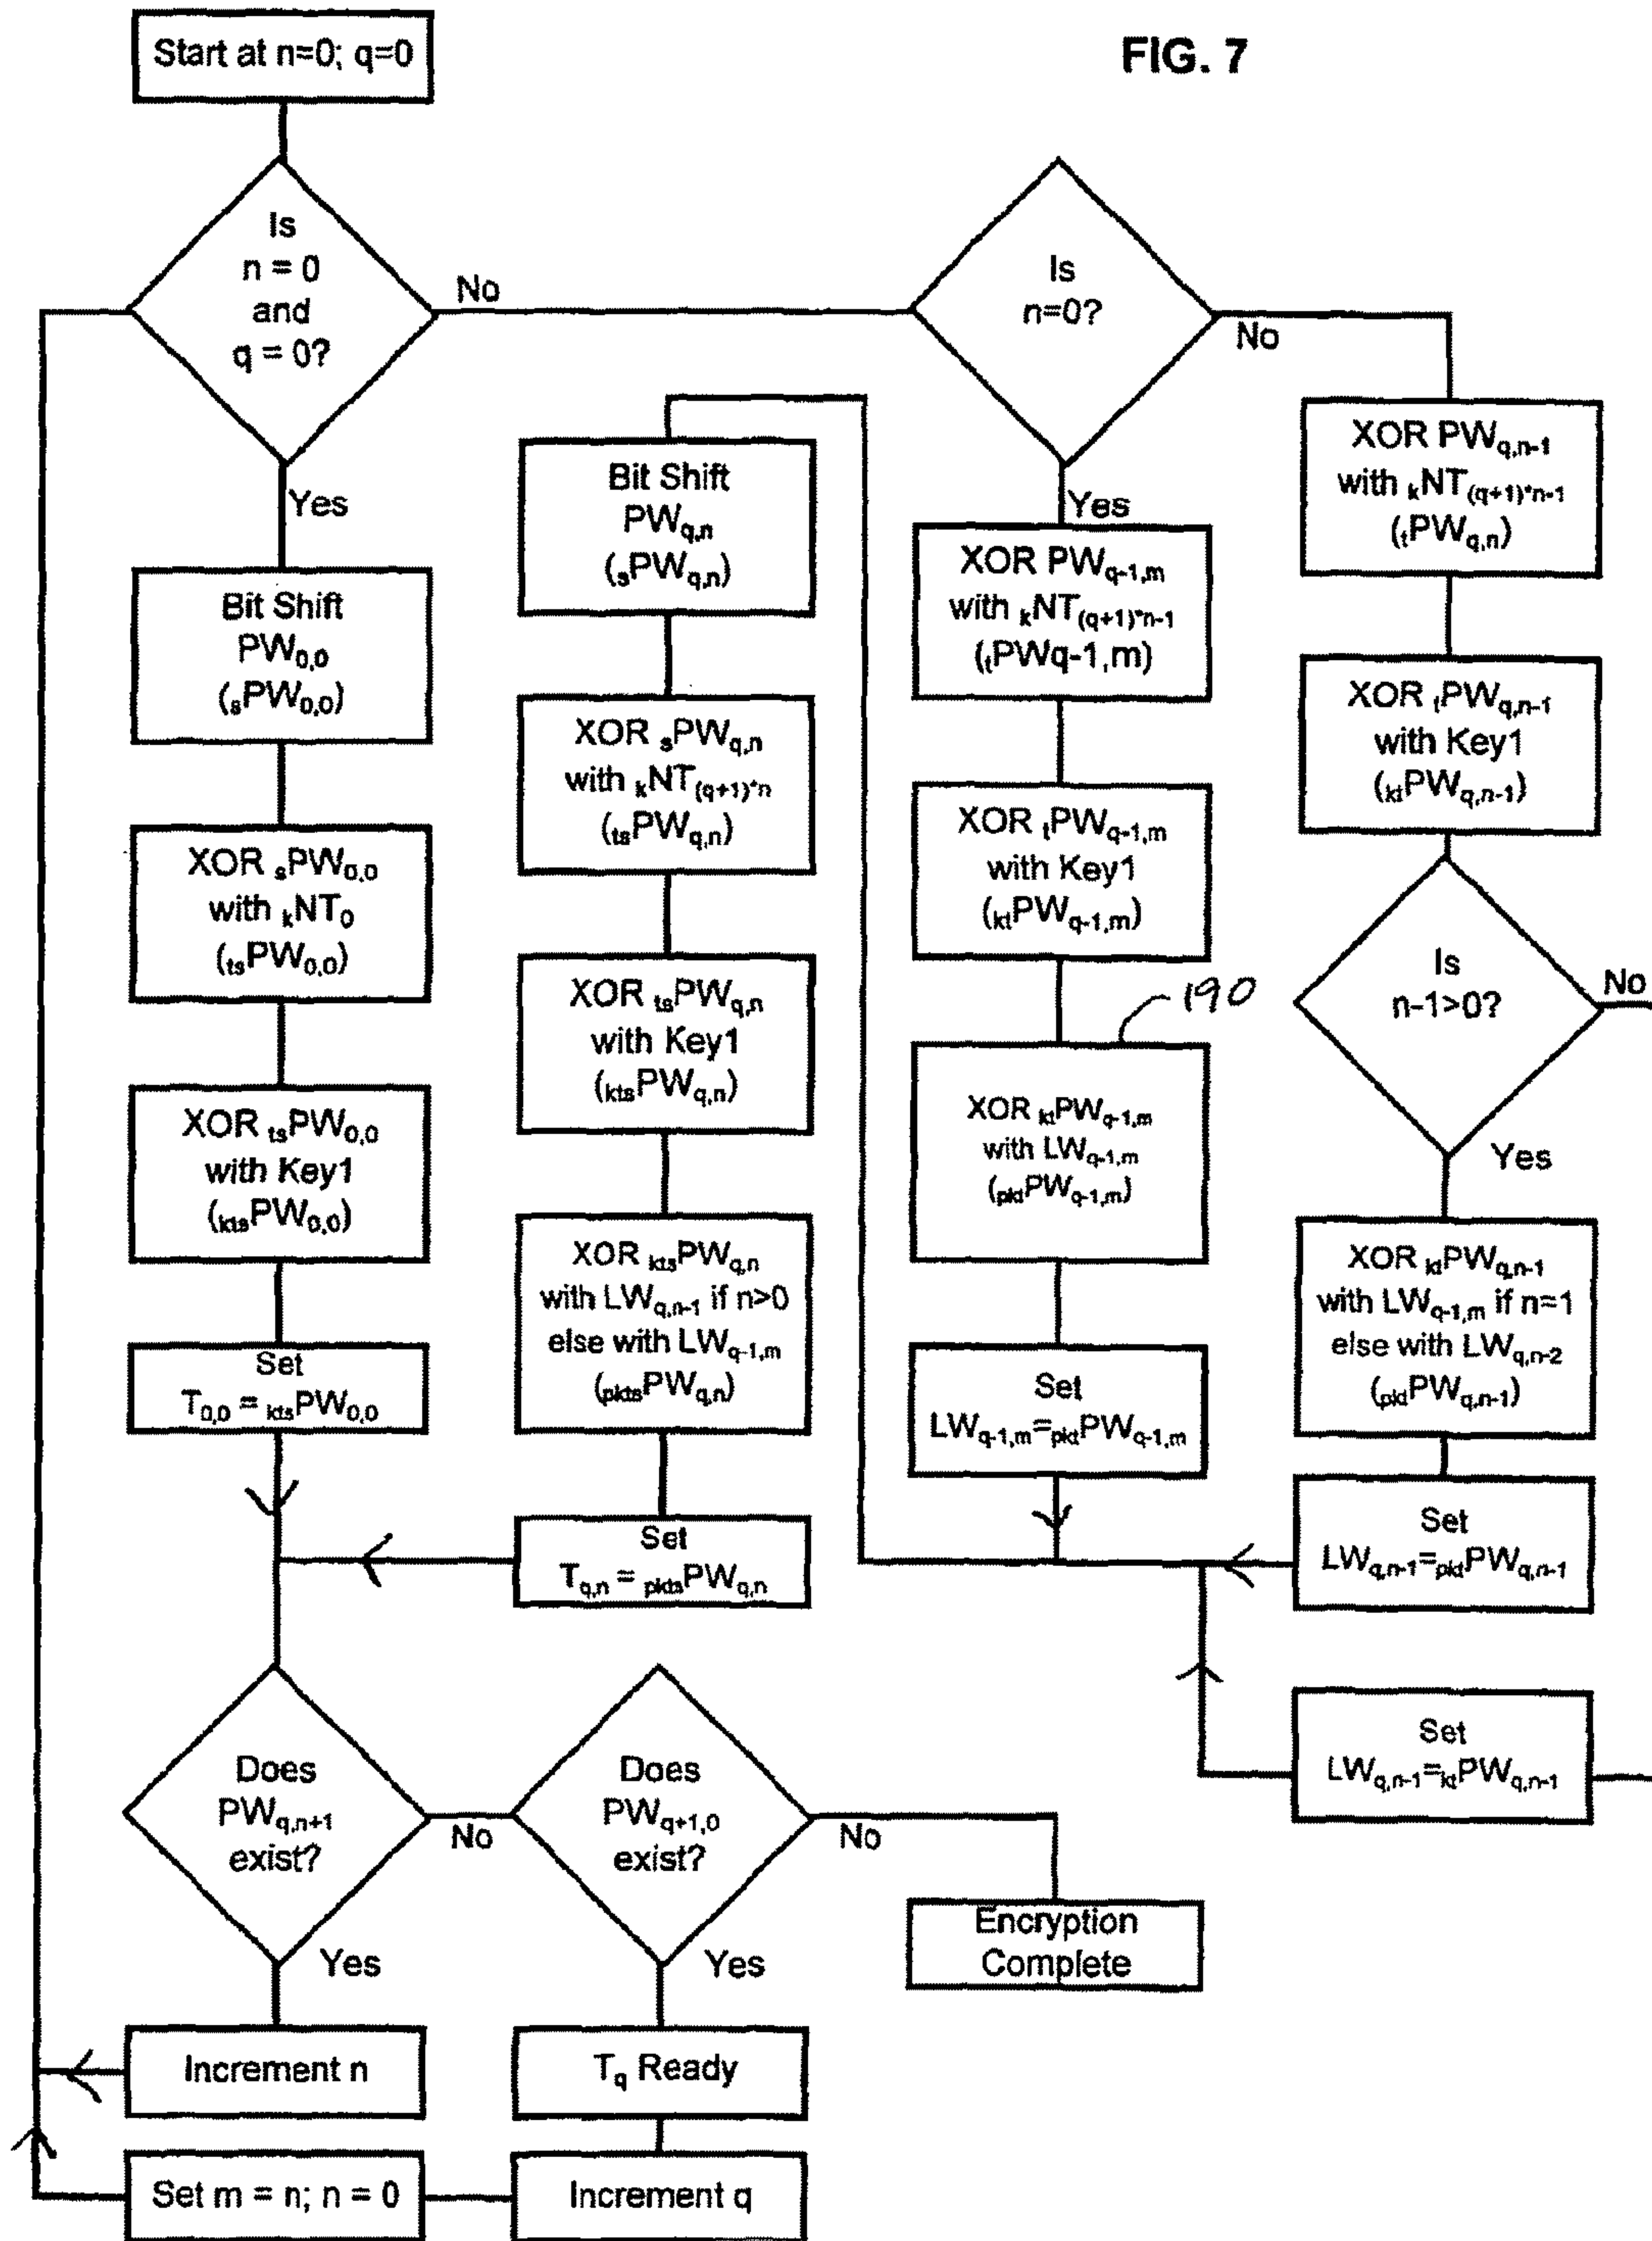 FIG. 7
Start at n=0; q=0
Is
n = 0
and
q = 0?
No
Yes
Bit Shift
PW0,0
(sPW0,0)
XOR sPW0,0
with kNT0
(tsPW0,0)
XOR tsPW0,0
with Key1
(ktsPW0,0)
Set
T0,0 = ktsPW0,0
Bit Shift
PWq,n
(sPWq,n)
XOR sPWq,n
with kNT(q+1)*n
(tsPWq,n)
XOR tsPWq,n
with Key1
(ktsPWq,n)
XOR ktsPWq,n
with LWq,n-1 if n>0
else with LWq-1,m
(pktsPWq,n)
Set
Tq,n = pktsPWq,n
Is
n=0?
No
Yes
XOR PWq-1,m
with kNT(q+1)*n-1
(tPWq-1,m)
XOR tPWq-1,m
with Key1
(ktPWq-1,m)
190
XOR ktPWq-1,m
with LWq-1,m
(pktPWq-1,m)
Set
LWq-1,m=pktPWq-1,m
XOR PWq,n-1
with kNT(q+1)*n-1
(tPWq,n)
XOR tPWq,n-1
with Key1
(ktPWq,n-1)
Is
n-1>0?
No
Yes
XOR ktPWq,n-1
with LWq-1,m if n=1
else with LWq,n-2
(pktPWq,n-1)
Set
LWq,n-1=pktPWq,n-1
Set
LWq,n-1=ktPWq,n-1
Does
PWq,n+1
exist?
No
Yes
Does
PWq+1,0
exist?
No
Yes
Encryption
Complete
Increment n
Tq Ready
Set m = n; n = 0
Increment q